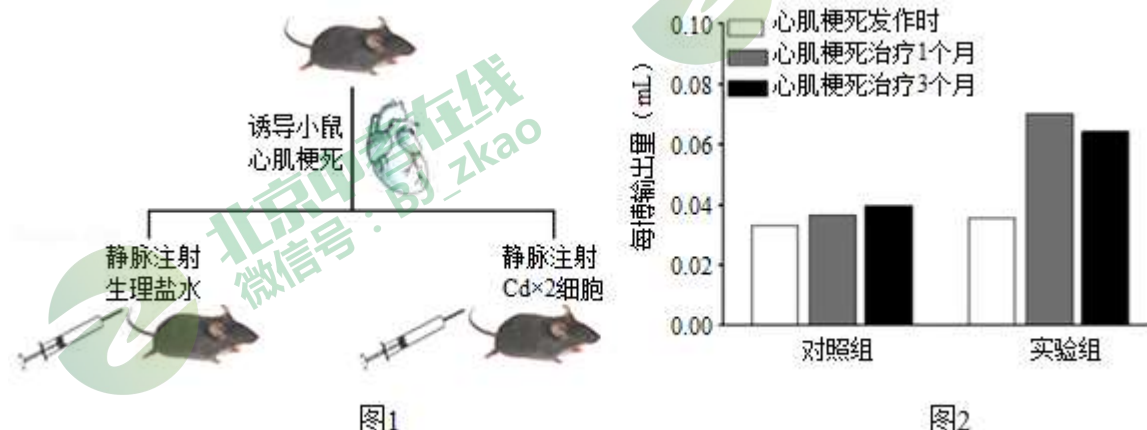 诱导小鼠
心肌梗死
静脉注射
生理盐水
静脉注射
Cd×2细胞
图1
北京中考在线
微信号：bj_zkao
每搏输出量（mL）
0.10
0.08
0.06
0.04
0.02
0.00
心肌梗死发作时
心肌梗死治疗1个月
心肌梗死治疗3个月
对照组
实验组
图2